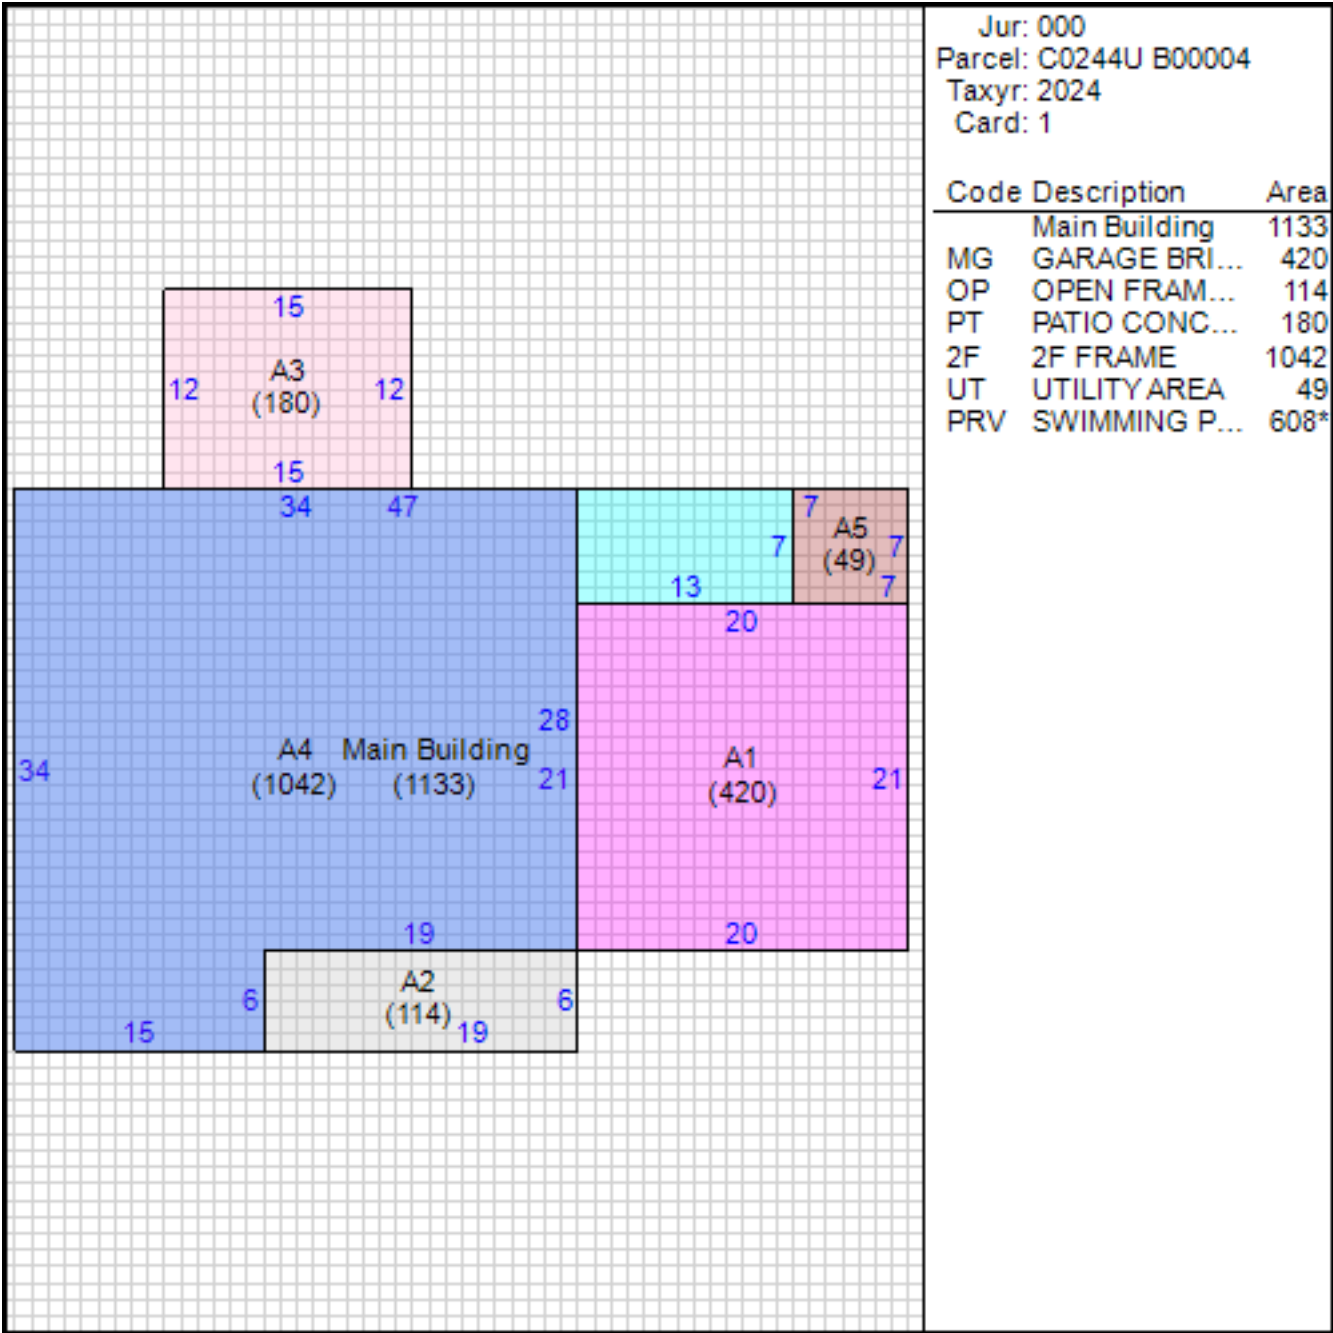 Jur: 000
Parcel: C0244U B00004
Taxyr: 2024
Card: 1
Code Description Area
Main Building 1133
MG GARAGE BRI... 420
OP OPEN FRAM... 114
PT PATIO CONC... 180
2F 2F FRAME 1042
UT UTILITY AREA 49
PRV SWIMMING P... 608*
15
A3
12 12
(180)
15
34 47 7
A5
7 7
(49)
13 7
20
28
A4 Main Building A1
34 21 21
(1042) (1133) (420)
19 20
A2
6 6
(114)
15 19